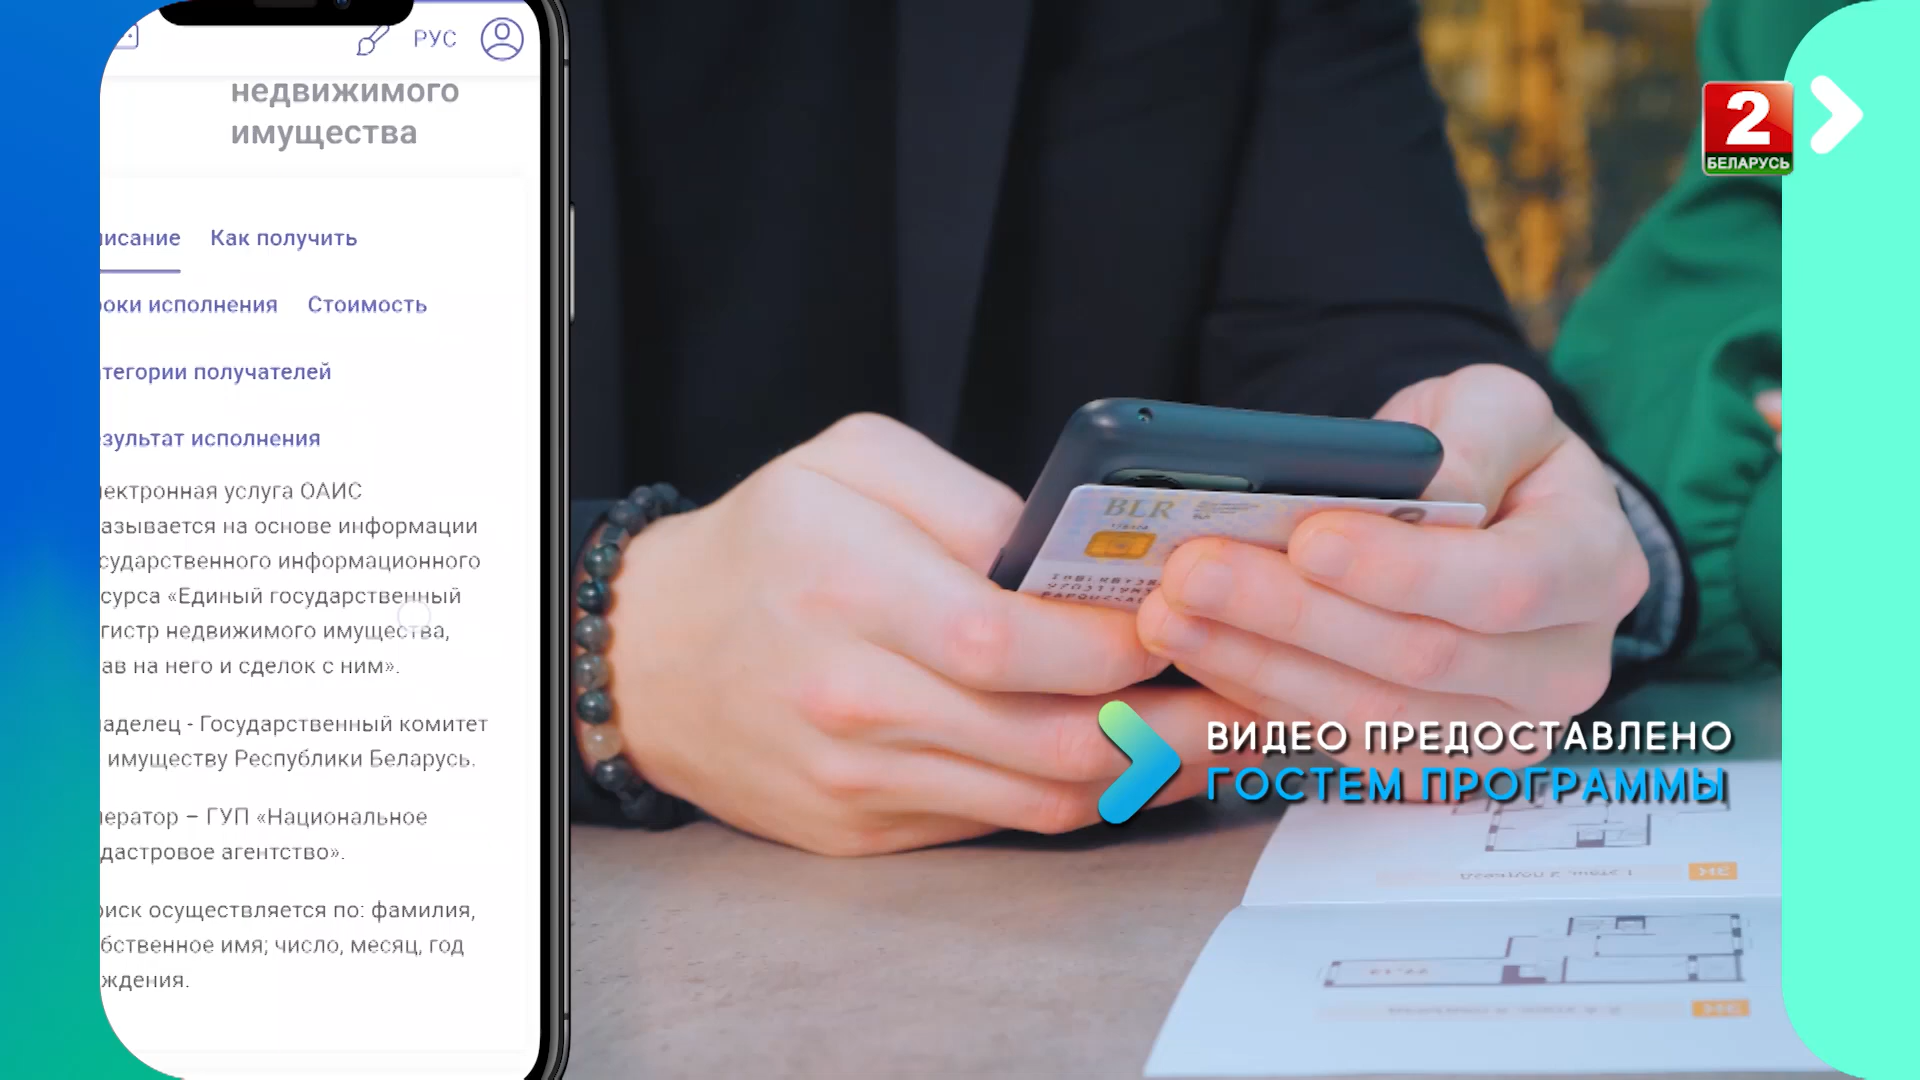 РУС
недвижимого
имущества
исание Как получить
оки исполнения Стоимость
тегории получателей
зультат исполнения
ектронная услуга ОАИС
азывается на основе информации
сударственного информационного
сурса «Единый государственный
гистр недвижимого имущества,
ав на него и сделок с ним».
аделец - Государственный комитет
имуществу Республики Беларусь.
ератор – ГУП «Национальное
дастровое агентство».
иск осуществляется по: фамилия,
бственное имя; число, месяц, год
ждения.
2
БЕЛАРУСЬ
BLR
ВИДЕО ПРЕДОСТАВЛЕНО
ГОСТЕМ ПРОГРАММЫ